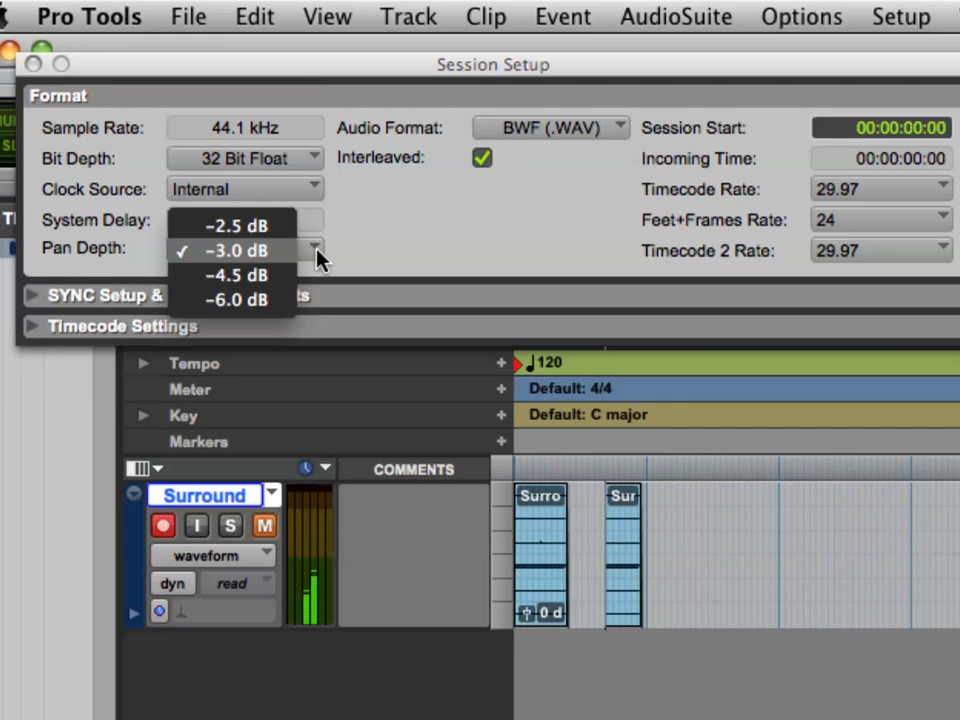 Pro Tools File Edit View Track Clip Event AudioSuite Options Setup
Session Setup
Format
Sample Rate: 44.1 kHz Audio Format: BWF (.WAV) Session Start: 00:00:00:00
Bit Depth: 32 Bit Float Interleaved: Incoming Time: 00:00:00:00
Clock Source: Internal Timecode Rate: 29.97
System Delay: -2.5 dB Feet+Frames Rate: 24
Pan Depth: ✓ -3.0 dB Timecode 2 Rate: 29.97
-4.5 dB
-6.0 dB
SYNC Setup &
Timecode Settings
Tempo + 120
Meter + Default: 4/4
Key + Default: C major
Markers +
COMMENTS
Surround Surro Sur
I S M
waveform
dyn read
0 d